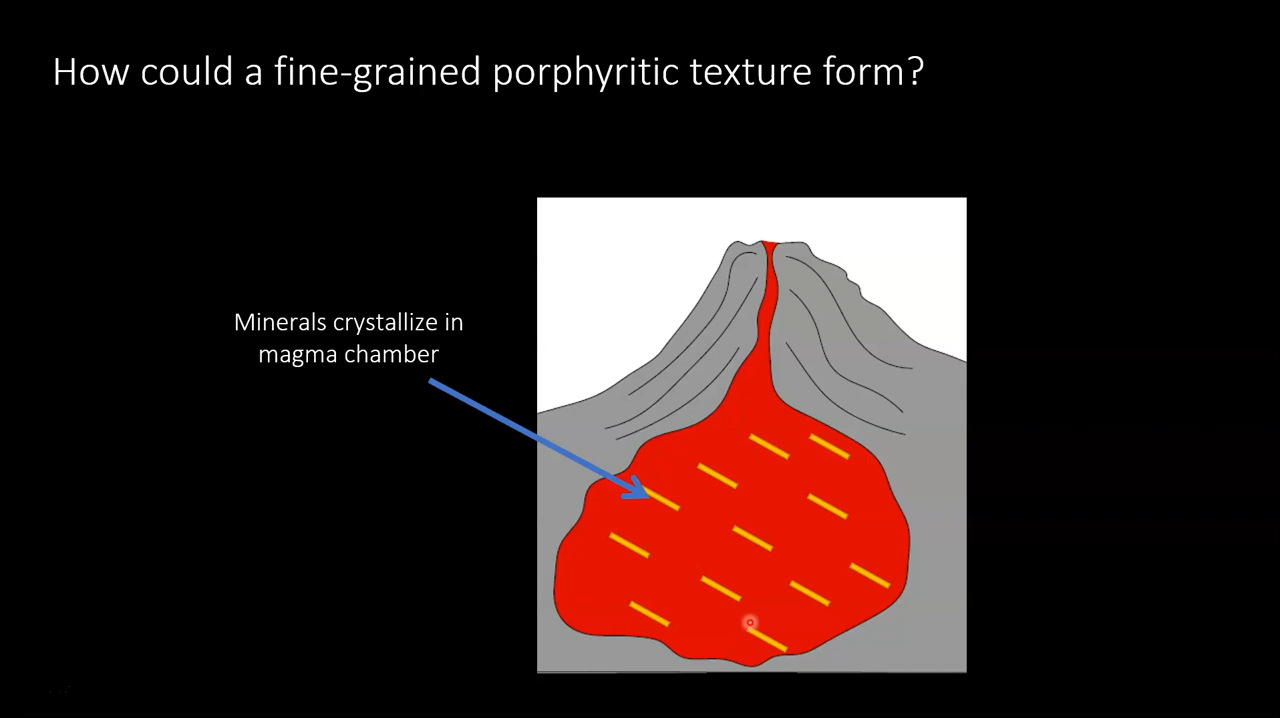 How could a fine-grained porphyritic texture form?
Minerals crystallize in
magma chamber